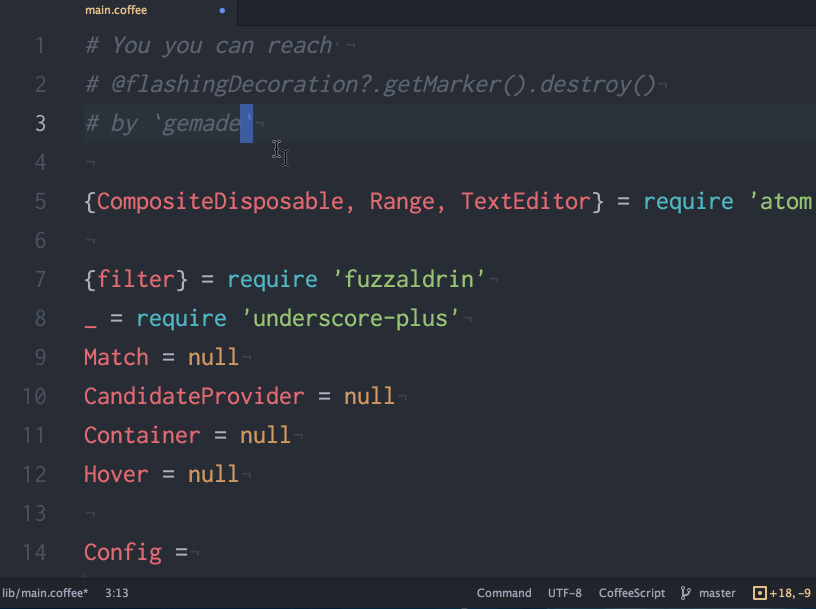 main.coffee
1 # You you can reach
2 # @flashingDecoration?.getMarker().destroy()
3 # by `gemade`
4
5 {CompositeDisposable, Range, TextEditor} = require 'atom
6
7 {filter} = require 'fuzzaldrin'
8 _ = require 'underscore-plus'
9 Match = null
10 CandidateProvider = null
11 Container = null
12 Hover = null
13
14 Config =
lib/main.coffee* 3:13 Command UTF-8 CoffeeScript master +18, -9